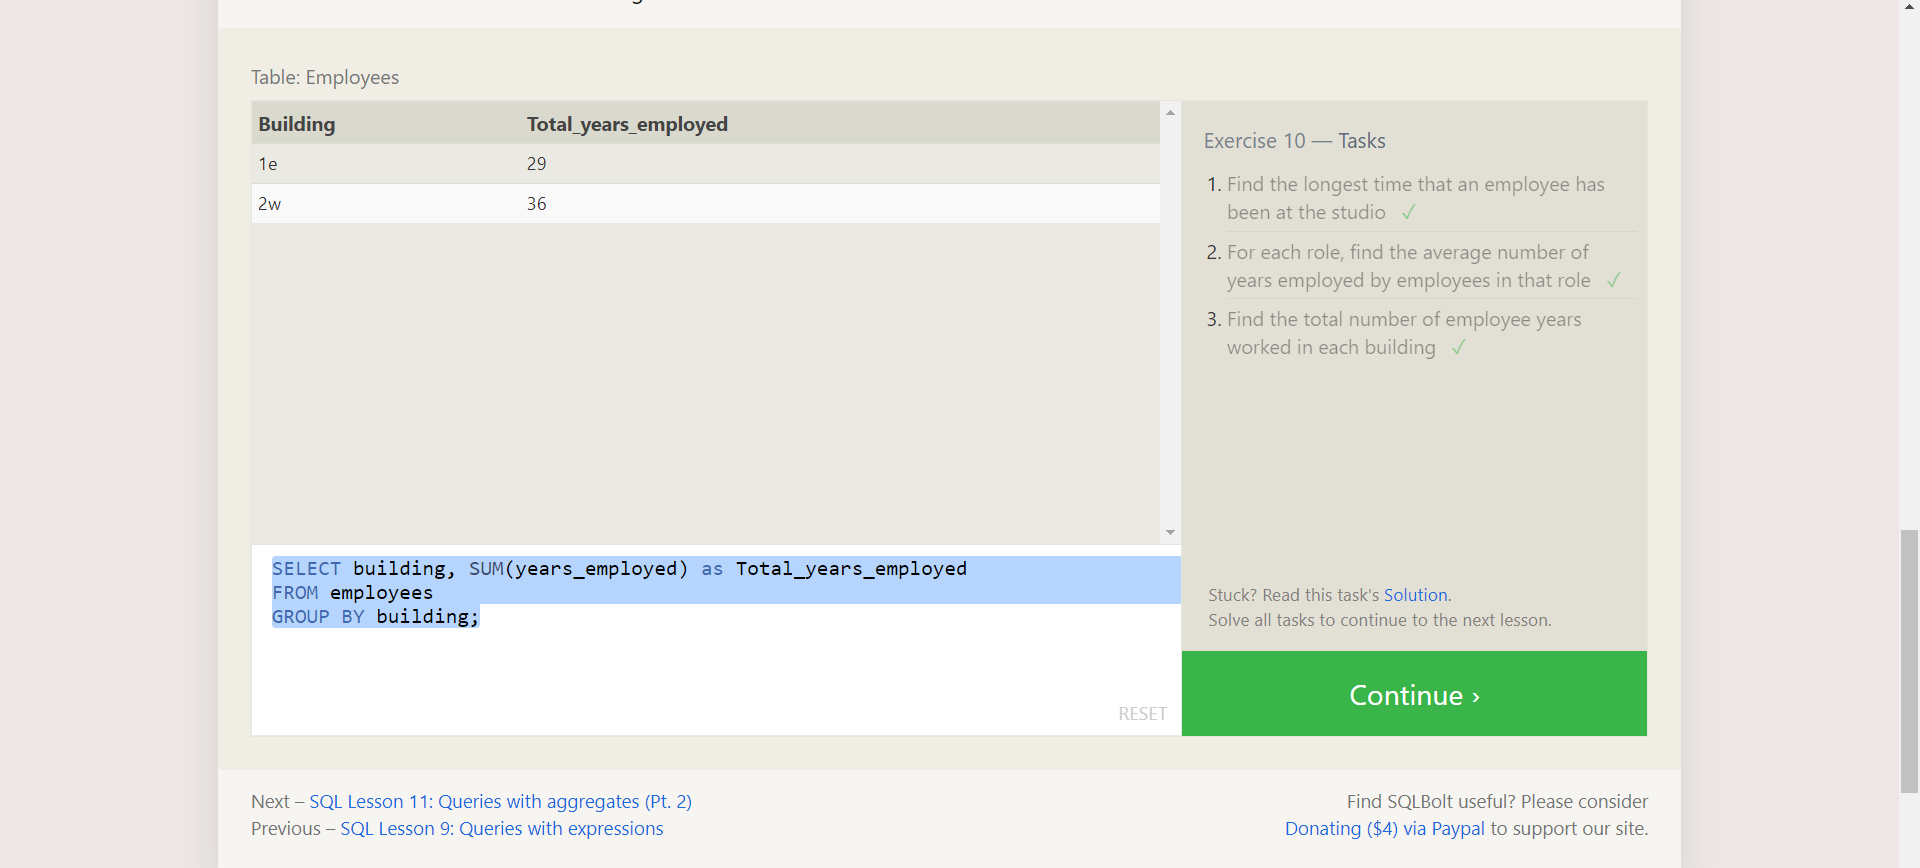 Table: Employees
Building Total_years_employed
1e 29
2w 36
SELECT building, SUM(years_employed) as Total_years_employed
FROM employees
GROUP BY building;
RESET
Exercise 10 — Tasks
1. Find the longest time that an employee has
been at the studio ✓
2. For each role, find the average number of
years employed by employees in that role ✓
3. Find the total number of employee years
worked in each building ✓
Stuck? Read this task's Solution.
Solve all tasks to continue to the next lesson.
Continue ›
Next – SQL Lesson 11: Queries with aggregates (Pt. 2)
Previous – SQL Lesson 9: Queries with expressions
Find SQLBolt useful? Please consider
Donating ($4) via Paypal to support our site.